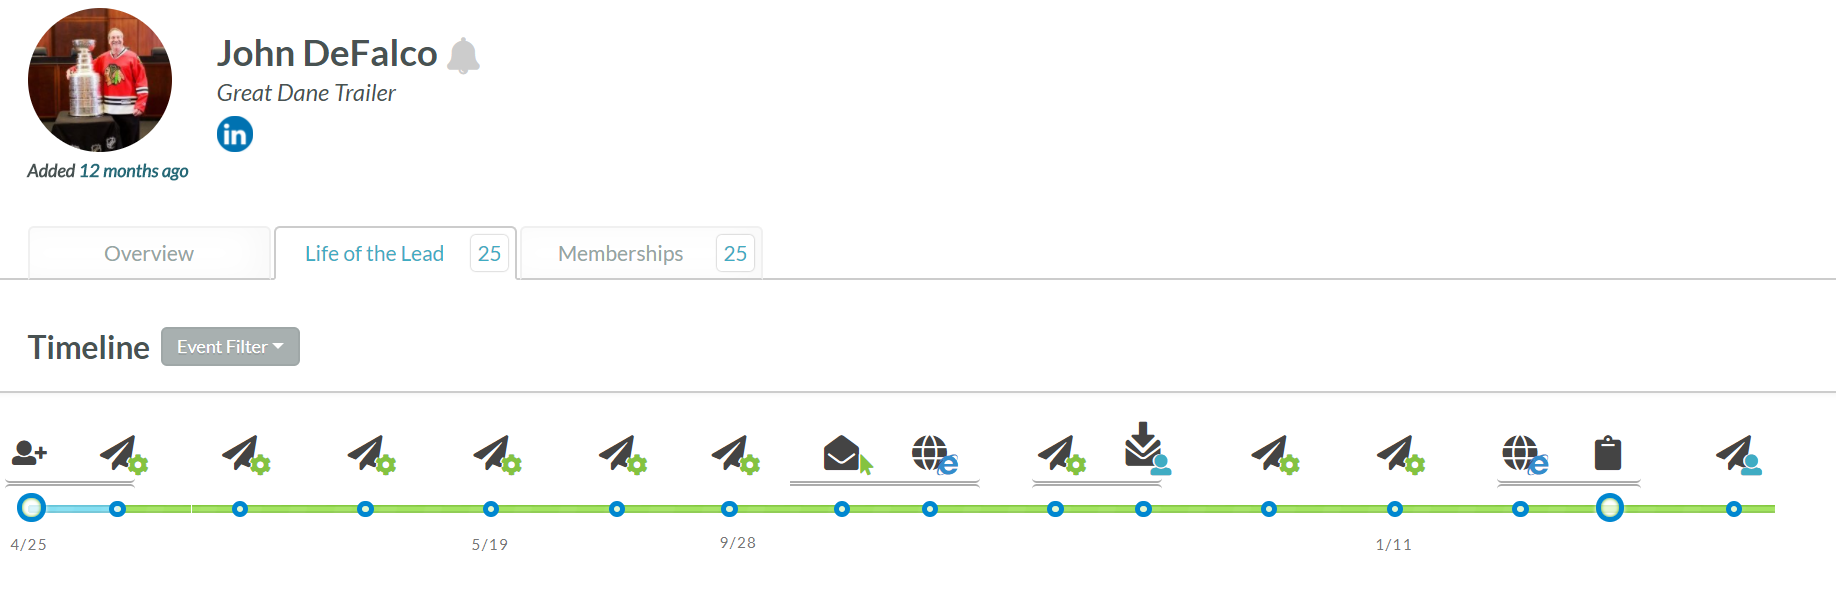 John DeFalco
Great Dane Trailer
in
Added 12 months ago
Overview
Life of the Lead 25
Memberships 25
Timeline
Event Filter
4/25
5/19
9/28
1/11